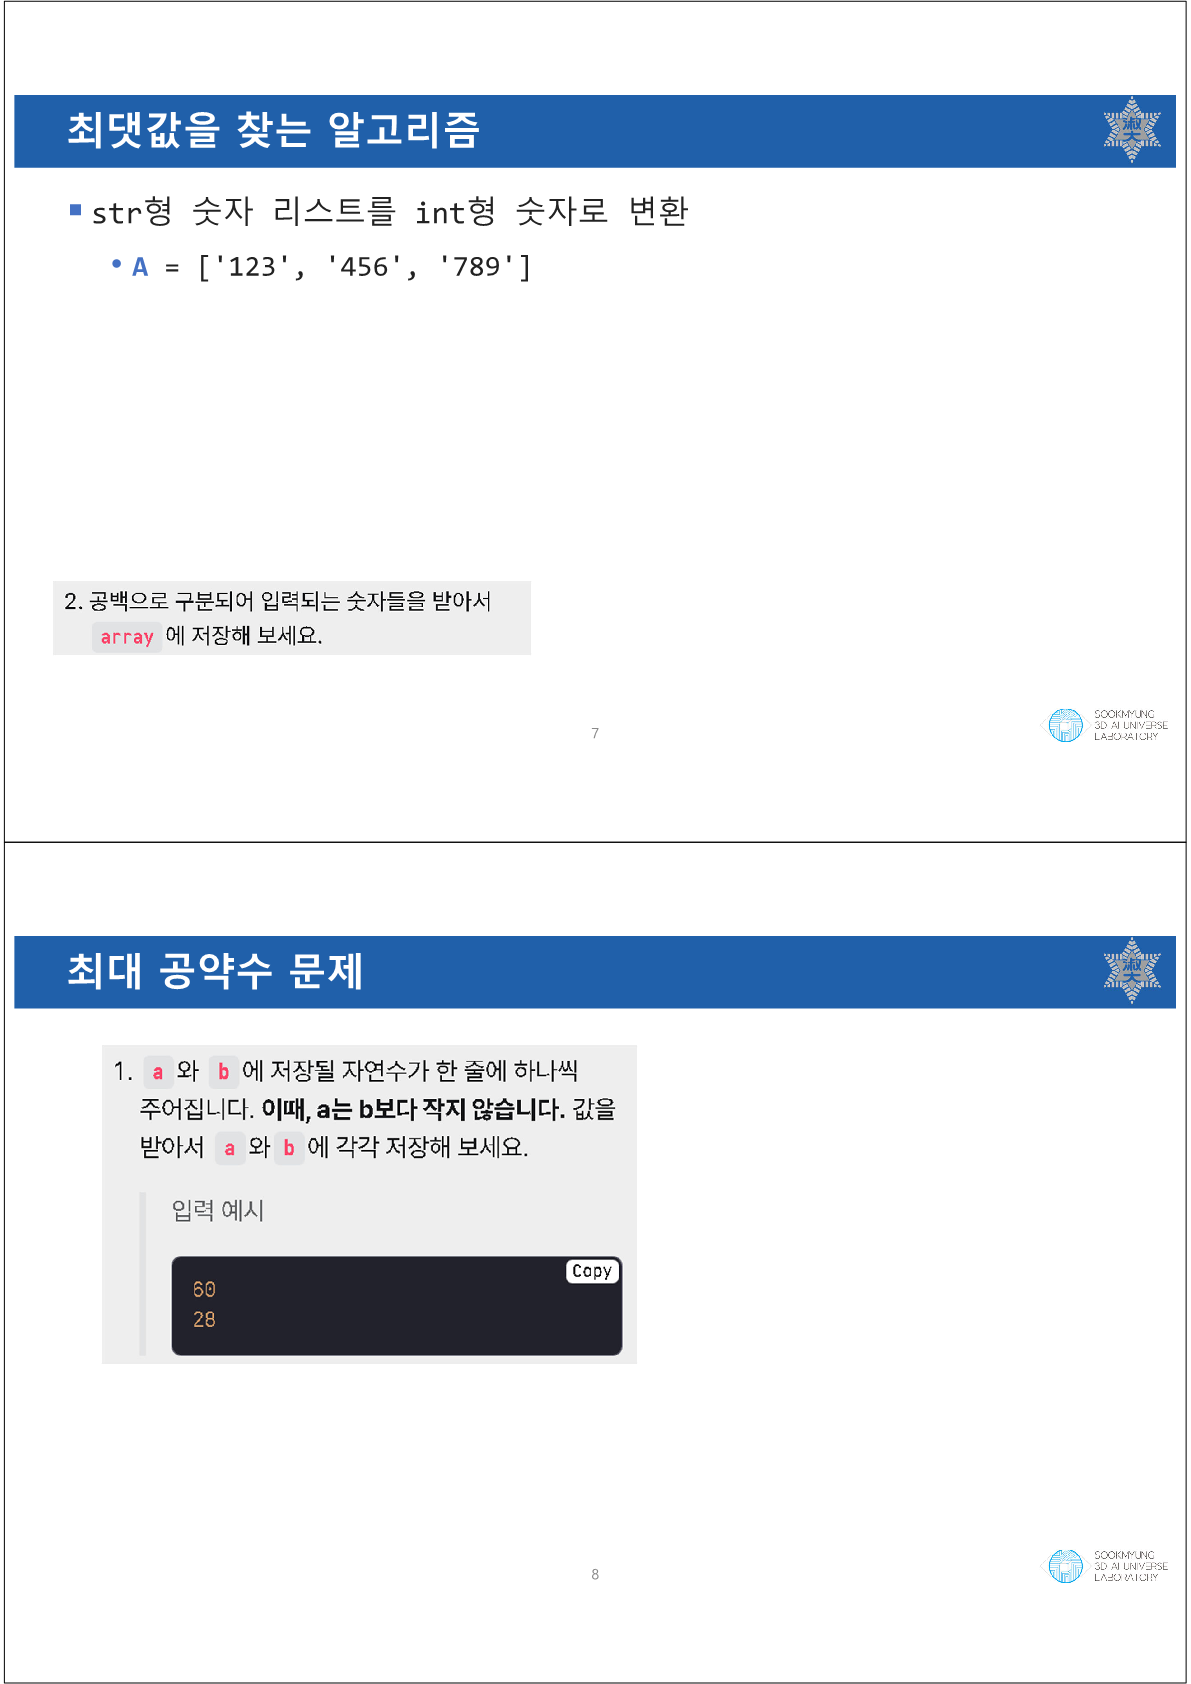 최댓값을 찾는 알고리즘
str형 숫자 리스트를 int형 숫자로 변환
A = ['123', '456', '789']
2. 공백으로 구분되어 입력되는 숫자들을 받아서
array 에 저장해 보세요.
7
SOOKMYUNG
3D AI UNIVERSE
LABORATORY
최대 공약수 문제
1. a 와 b 에 저장될 자연수가 한 줄에 하나씩
주어집니다. 이때, a는 b보다 작지 않습니다. 값을
받아서 a 와 b 에 각각 저장해 보세요.
입력 예시
Copy
60
28
8
SOOKMYUNG
3D AI UNIVERSE
LABORATORY